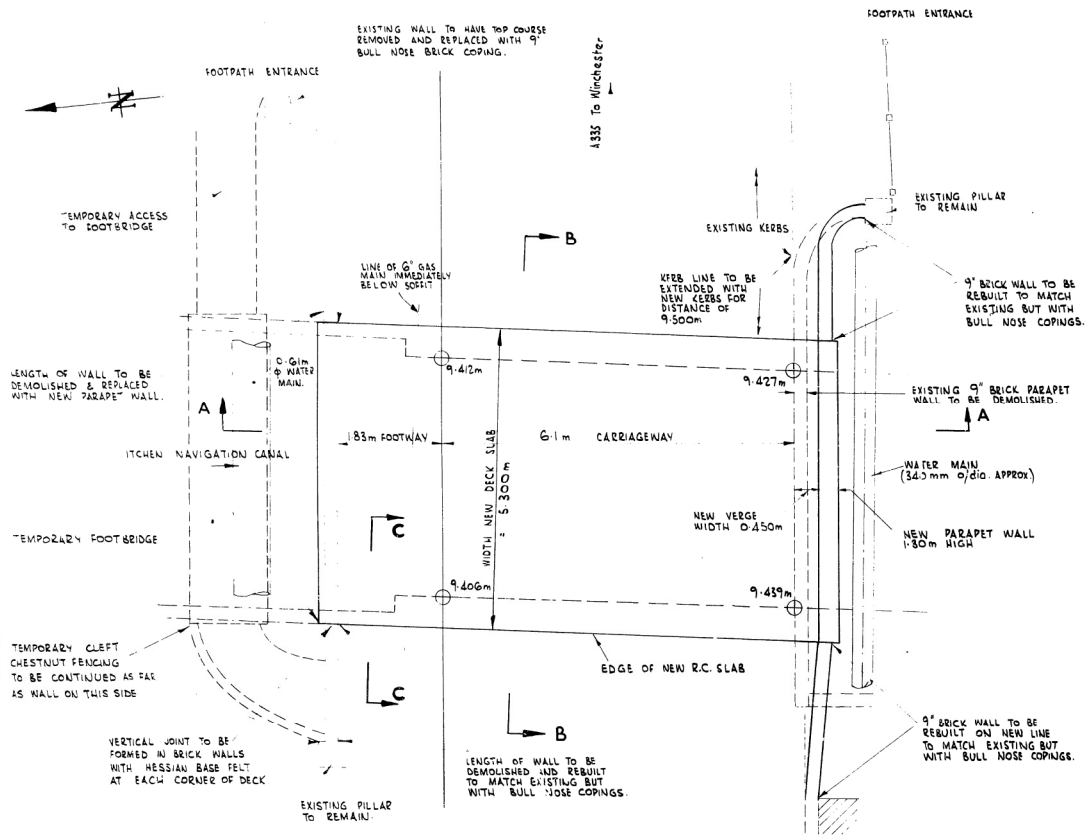 FOOTPATH ENTRANCE
EXISTING WALL TO HAVE TOP COURSE
REMOVED AND REPLACED WITH 9"
BULL NOSE BRICK COPING.
FOOTPATH ENTRANCE
N
A335 To Winchester
TEMPORARY ACCESS
TO FOOTBRIDGE
EXISTING PILLAR
TO REMAIN
EXISTING KERBS
B
LINE OF 6" GAS
MAIN IMMEDIATELY
BELOW SOFFIT
KERB LINE TO BE
EXTENDED WITH
NEW KERBS FOR
DISTANCE OF
9.500m
9" BRICK WALL TO BE
REBUILT TO MATCH
EXISTING BUT WITH
BULL NOSE COPINGS.
LENGTH OF WALL TO BE
DEMOLISHED & REPLACED
WITH NEW PARAPET WALL.
0.61m
ф WATER
MAIN.
9.412m
9.427m
EXISTING 9" BRICK PARAPET
WALL TO BE DEMOLISHED.
A
A
1.83m FOOTWAY
6.1m CARRIAGEWAY
WIDTH NEW DECK SLAB
5.300m
ITCHEN NAVIGATION CANAL
WATER MAIN
(340mm o/dia. APPROX.)
NEW VERGE
WIDTH 0.450m
NEW PARAPET WALL
1.80m HIGH
C
TEMPORARY FOOTBRIDGE
9.406m
9.439m
TEMPORARY CLEFT
CHESTNUT FENCING
TO BE CONTINUED AS FAR
AS WALL ON THIS SIDE
EDGE OF NEW R.C. SLAB
C
B
VERTICAL JOINT TO BE
FORMED IN BRICK WALLS
WITH HESSIAN BASE FELT
AT EACH CORNER OF DECK
LENGTH OF WALL TO BE
DEMOLISHED AND REBUILT
TO MATCH EXISTING BUT
WITH BULL NOSE COPINGS.
9" BRICK WALL TO BE
REBUILT ON NEW LINE
TO MATCH EXISTING BUT
WITH BULL NOSE COPINGS.
EXISTING PILLAR
TO REMAIN.